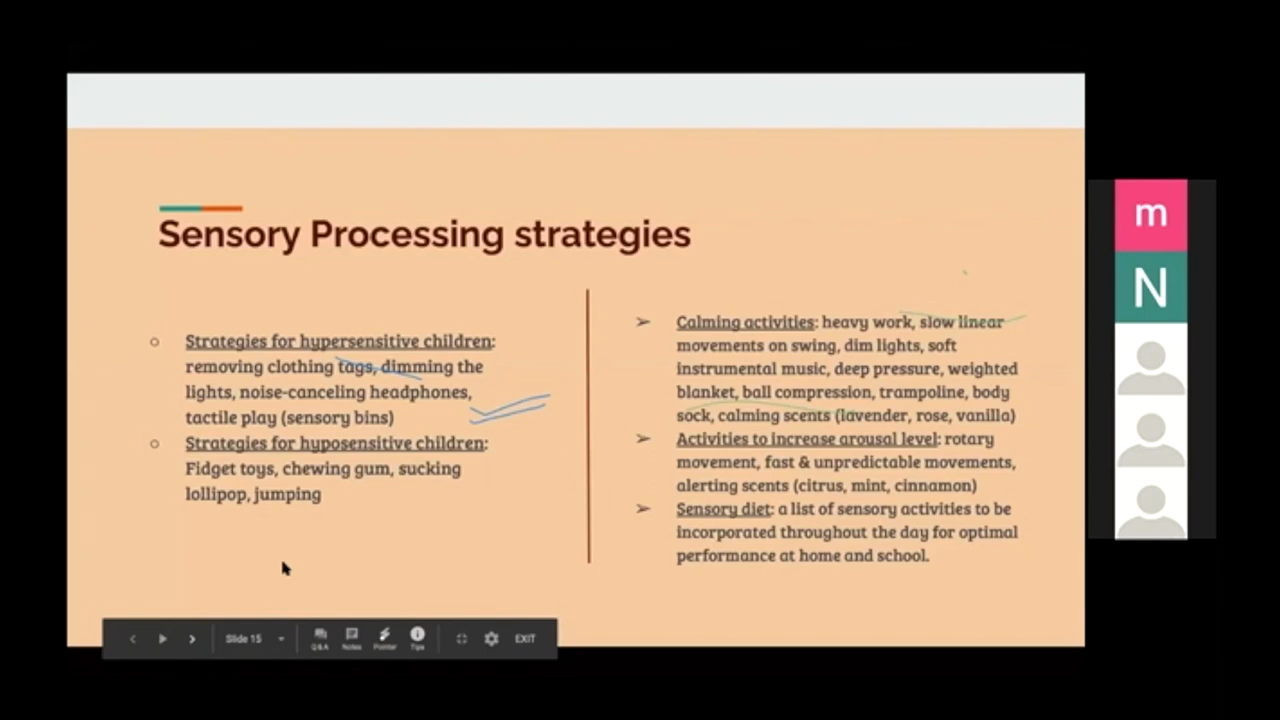 Sensory Processing strategies
Strategies for hypersensitive children:
removing clothing tags, dimming the
lights, noise-canceling headphones,
tactile play (sensory bins)
Strategies for hyposensitive children:
Fidget toys, chewing gum, sucking
lollipop, jumping
Calming activities: heavy work, slow linear
movements on swing, dim lights, soft
instrumental music, deep pressure, weighted
blanket, ball compression, trampoline, body
sock, calming scents (lavender, rose, vanilla)
Activities to increase arousal level: rotary
movement, fast & unpredictable movements,
alerting scents (citrus, mint, cinnamon)
Sensory diet: a list of sensory activities to be
incorporated throughout the day for optimal
performance at home and school.
m
N
Slide 15
Q&A
Notes
Pointer
Tips
EXIT